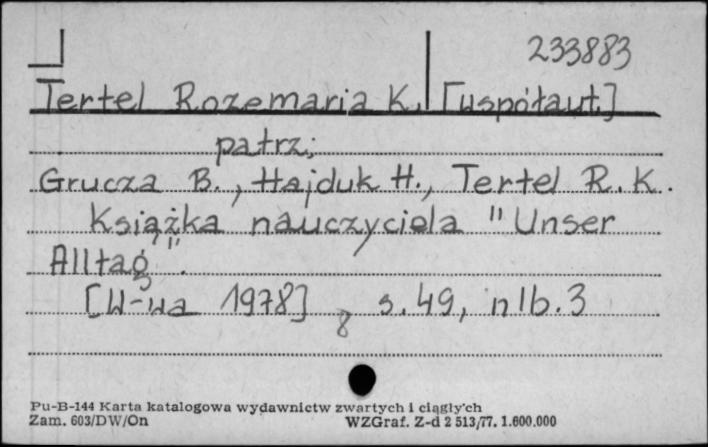 233883
Tertel Rozemaria K. [współaut.]
patrz:
Grucza B., Hajduk H., Tertel R. K.
Książka nauczyciela "Unser
Alltag".
[W-wa 1978] 8 s. 49, nlb. 3
Pu-B-144 Karta katalogowa wydawnictw zwartych i ciągłych
Zam. 603/DW/On WZGraf. Z-d 2 513/77. 1.600.000